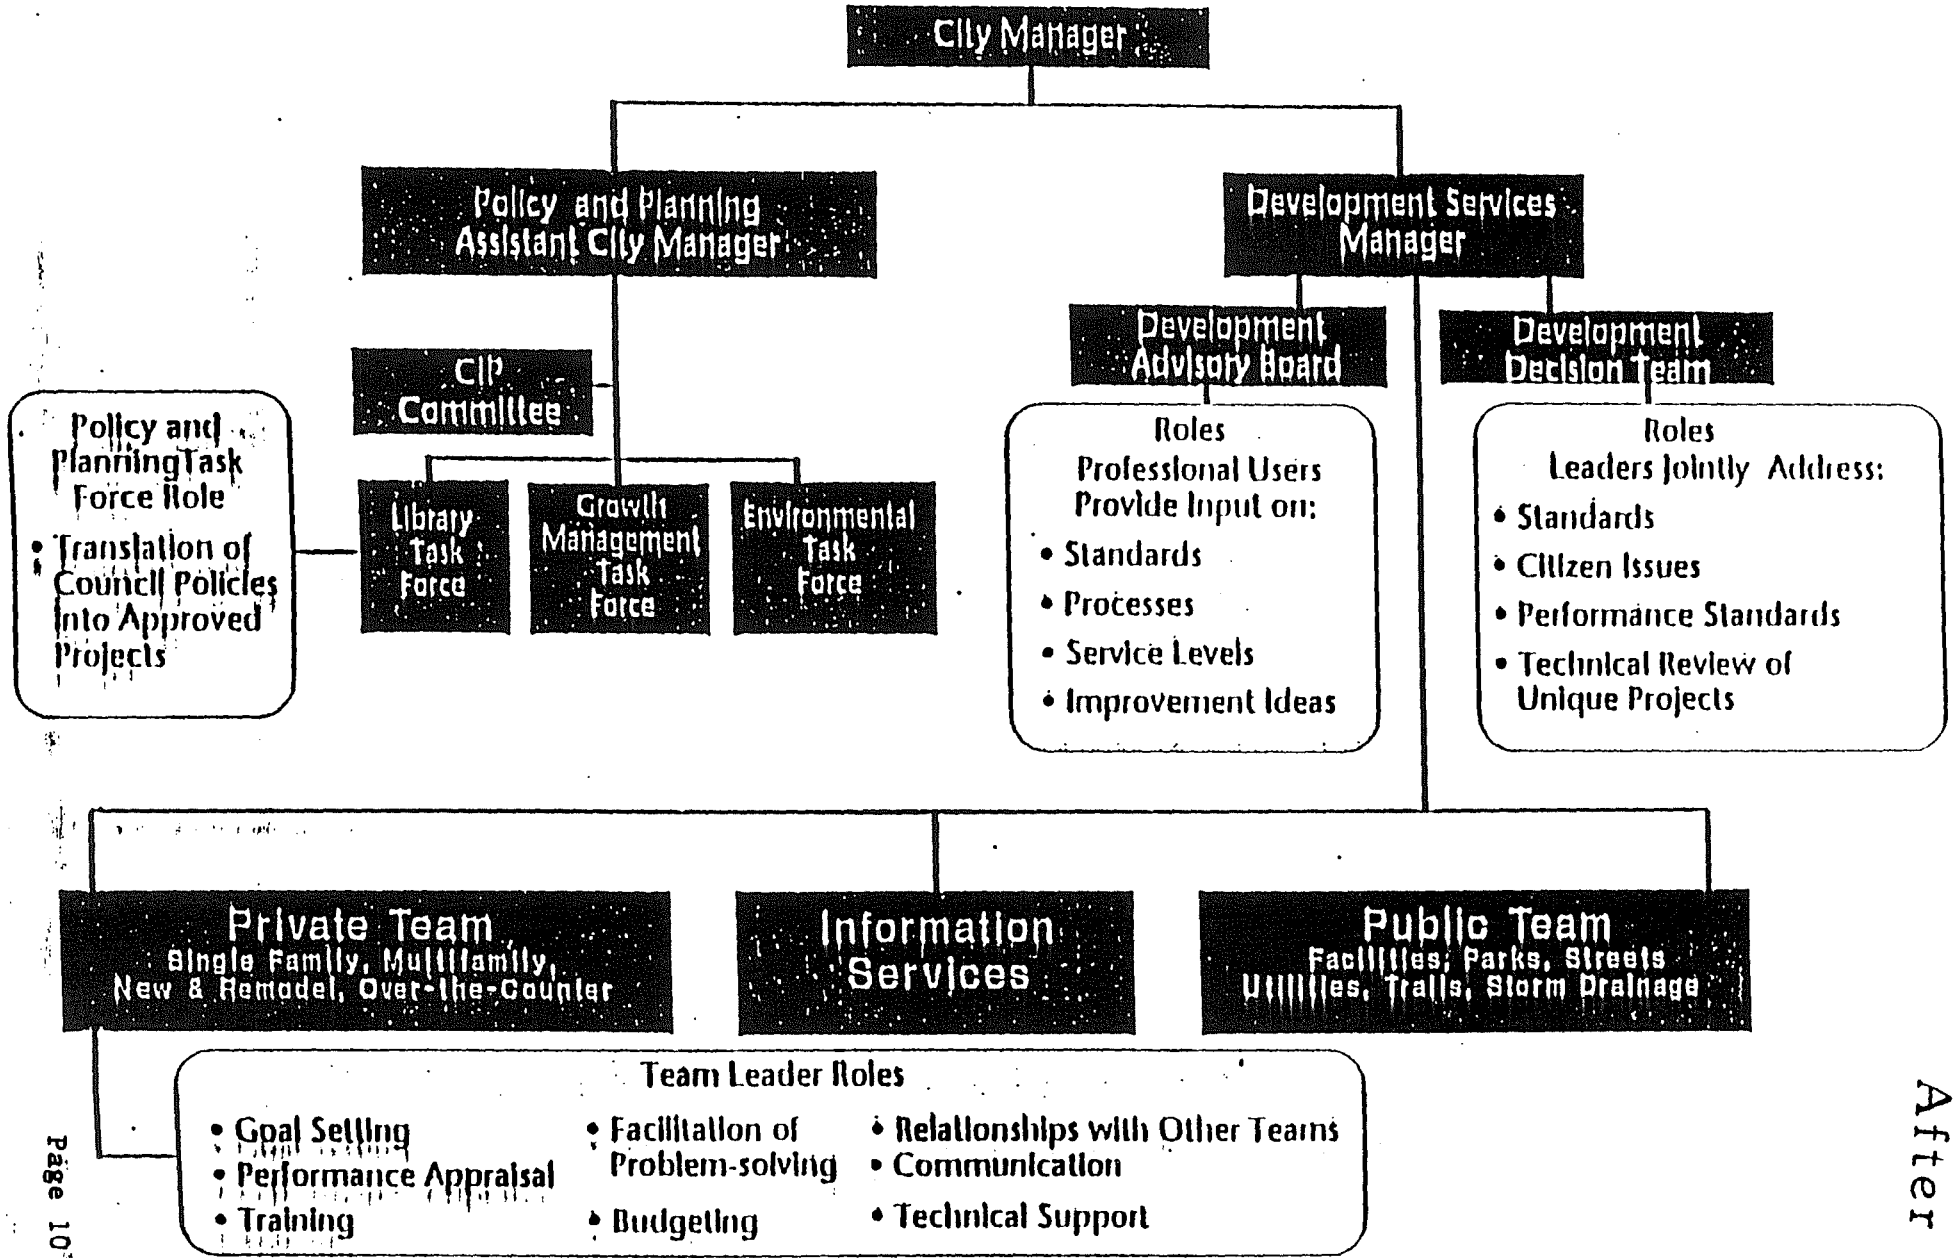 City Manager
Policy and Planning
Assistant City Manager
Development Services
Manager
Development
Advisory Board
Development
Decision Team
CIP
Committee
Policy and
PlanningTask
Force Role
• Translation of
Council Policies
into Approved
Projects
Library
Task
Force
Growth
Management
Task
Force
Environmental
Task
Force
Roles
Professional Users
Provide Input on:
• Standards
• Processes
• Service Levels
• Improvement Ideas
Roles
Leaders Jointly Address:
• Standards
• Citizen Issues
• Performance Standards
• Technical Review of
Unique Projects
Private Team
Single Family, Multifamily,
New & Remodel, Over-the-Counter
Information
Services
Public Team
Facilities, Parks, Streets
Utilities, Trails, Storm Drainage
Team Leader Roles
• Goal Setting
• Performance Appraisal
• Training
• Facilitation of
Problem-solving
• Budgeting
• Relationships with Other Teams
• Communication
• Technical Support
After
Page 10